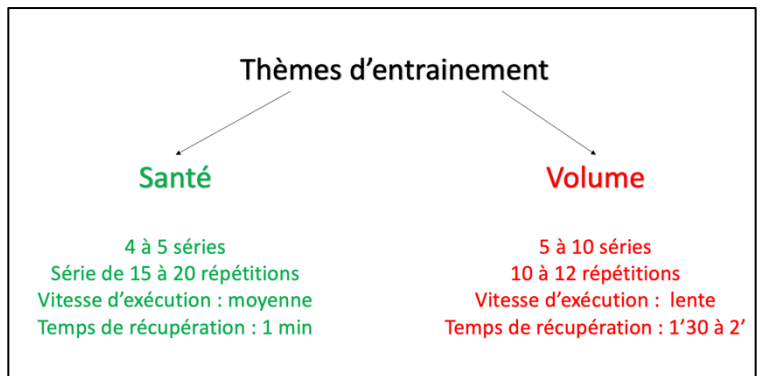 Thèmes d’entrainement
Santé
4 à 5 séries
Série de 15 à 20 répétitions
Vitesse d’exécution : moyenne
Temps de récupération : 1 min
Volume
5 à 10 séries
10 à 12 répétitions
Vitesse d’exécution :  lente
Temps de récupération : 1’30 à 2’